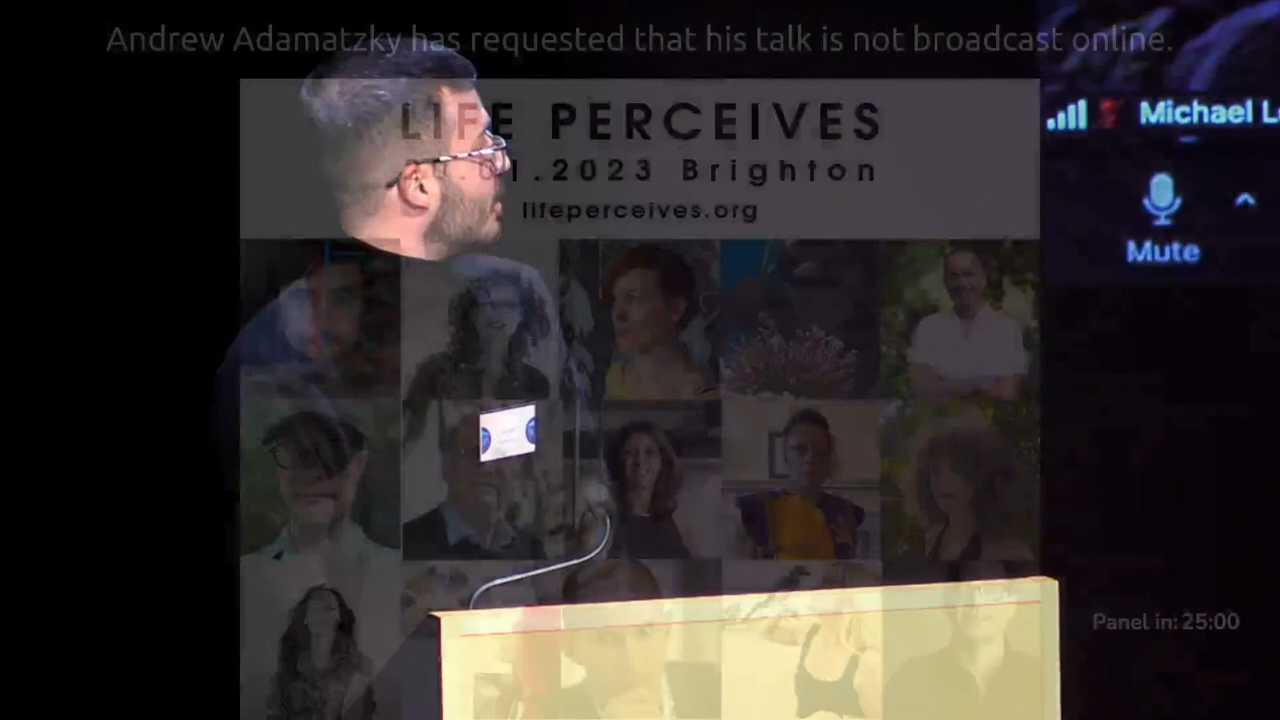 Andrew Adamatzky has requested that his talk is not broadcast online.
LIFE PERCEIVES
.2023 Brighton
lifeperceives.org
Michael
Mute
Panel in: 25:00